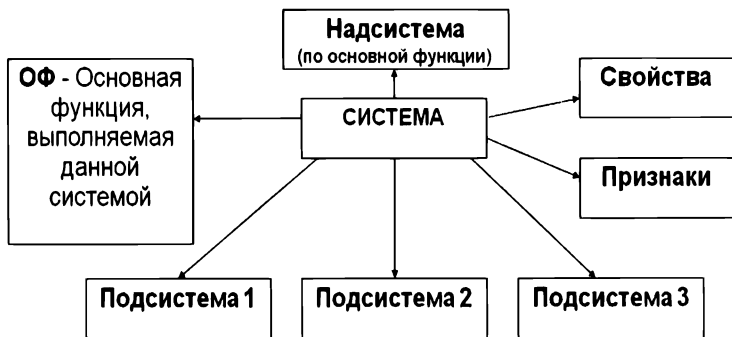 Надсистема
(по основной функции)
ОФ - Основная
функция,
выполняемая
данной
системой
СИСТЕМА
Свойства
Признаки
Подсистема 1
Подсистема 2
Подсистема 3